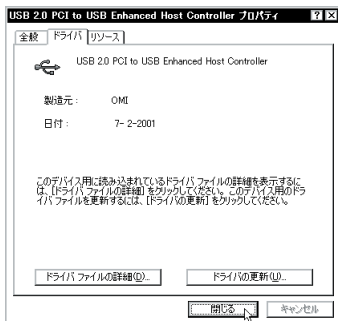 USB 2.0 PCI to USB Enhanced Host Controller プロパティ
全般 ドライバ リソース
USB 2.0 PCI to USB Enhanced Host Controller
製造元： OMI
日付： 7- 2-2001
このデバイス用に読み込まれているドライバ ファイルの詳細を表示するに
は、[ドライバ ファイルの詳細] をクリックしてください。このデバイス用のドラ
イバ ファイルを更新するには、[ドライバの更新] をクリックしてください。
ドライバ ファイルの詳細(D)... ドライバの更新(U)...
閉じる キャンセル